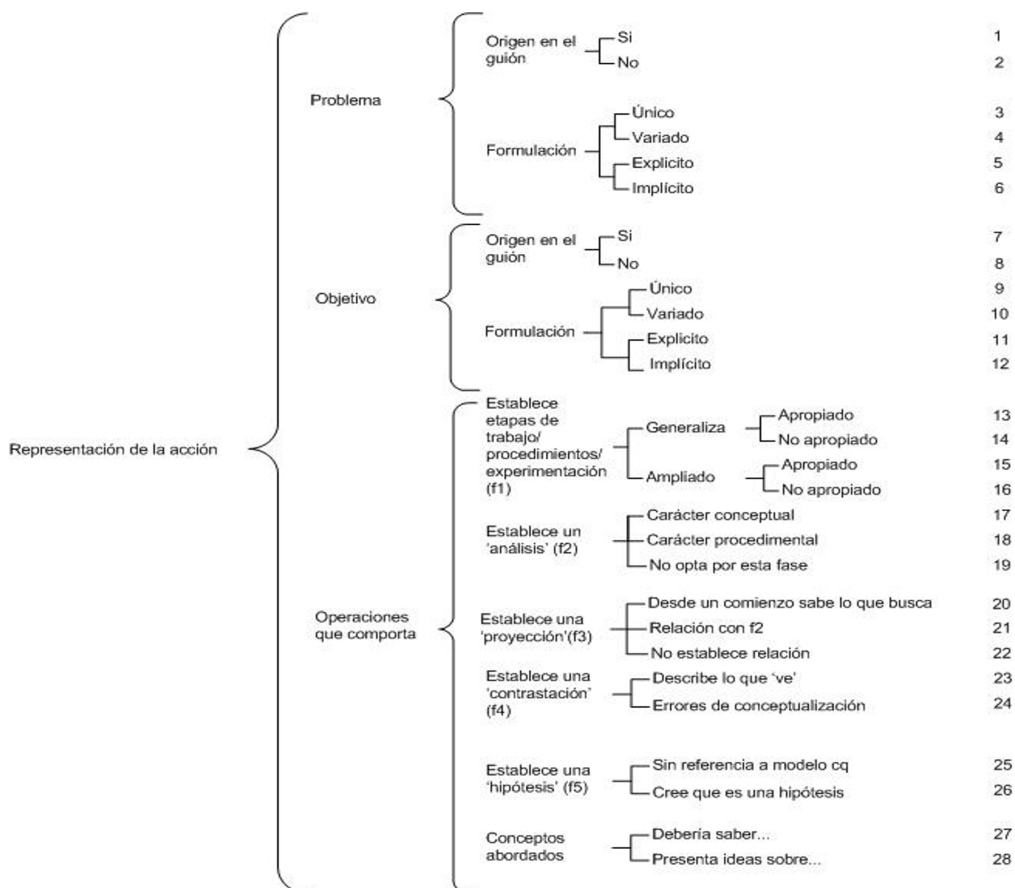 Origen en el
guión
Si 1
No 2
Problema
Único 3
Variado 4
Formulación
Explicito 5
Implícito 6
Origen en el
guión
Si 7
No 8
Objetivo
Único 9
Variado 10
Formulación
Explicito 11
Implícito 12
Representación de la acción
Operaciones
que comporta
Establece
etapas de
trabajo/
procedimientos/
experimentación
(f1)
Generaliza
Apropiado 13
No apropiado 14
Ampliado
Apropiado 15
No apropiado 16
Establece un
'análisis' (f2)
Carácter conceptual 17
Carácter procedimental 18
No opta por esta fase 19
Establece una
'proyección'(f3)
Desde un comienzo sabe lo que busca 20
Relación con f2 21
No establece relación 22
Establece una
'contrastación'
(f4)
Describe lo que 've' 23
Errores de conceptualización 24
Establece una
'hipótesis' (f5)
Sin referencia a modelo cq 25
Cree que es una hipótesis 26
Conceptos
abordados
Debería saber... 27
Presenta ideas sobre... 28